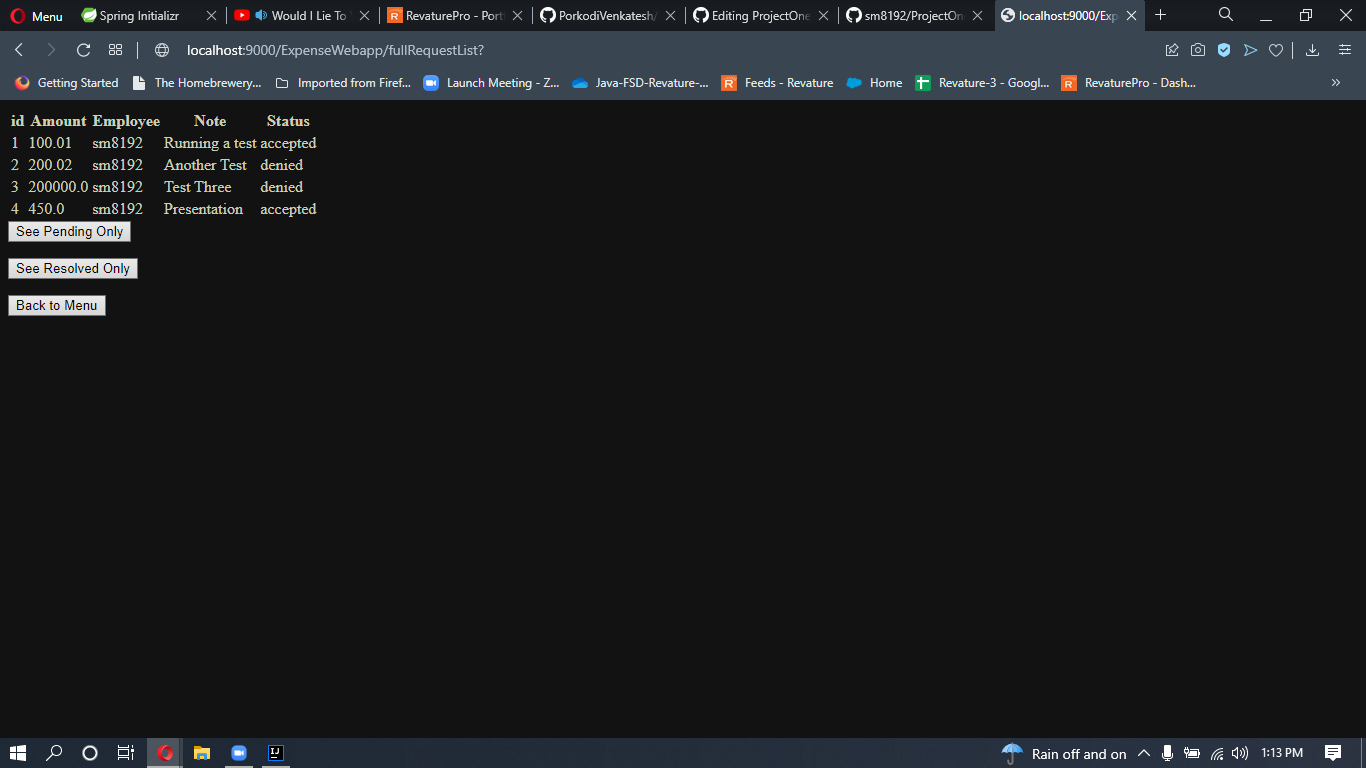 Menu Spring Initializr Would I Lie To RevaturePro - Port PorkodiVenkatesh/ Editing ProjectOne sm8192/ProjectOn localhost:9000/Exp
localhost:9000/ExpenseWebapp/fullRequestList?
Getting Started The Homebrewery... Imported from Firef... Launch Meeting - Z... Java-FSD-Revature-... R Feeds - Revature Home Revature-3 - Googl... R RevaturePro - Dash... »
id Amount Employee Note Status
1 100.01 sm8192 Running a test accepted
2 200.02 sm8192 Another Test denied
3 200000.0 sm8192 Test Three denied
4 450.0 sm8192 Presentation accepted
See Pending Only
See Resolved Only
Back to Menu
IJ Rain off and on 1:13 PM